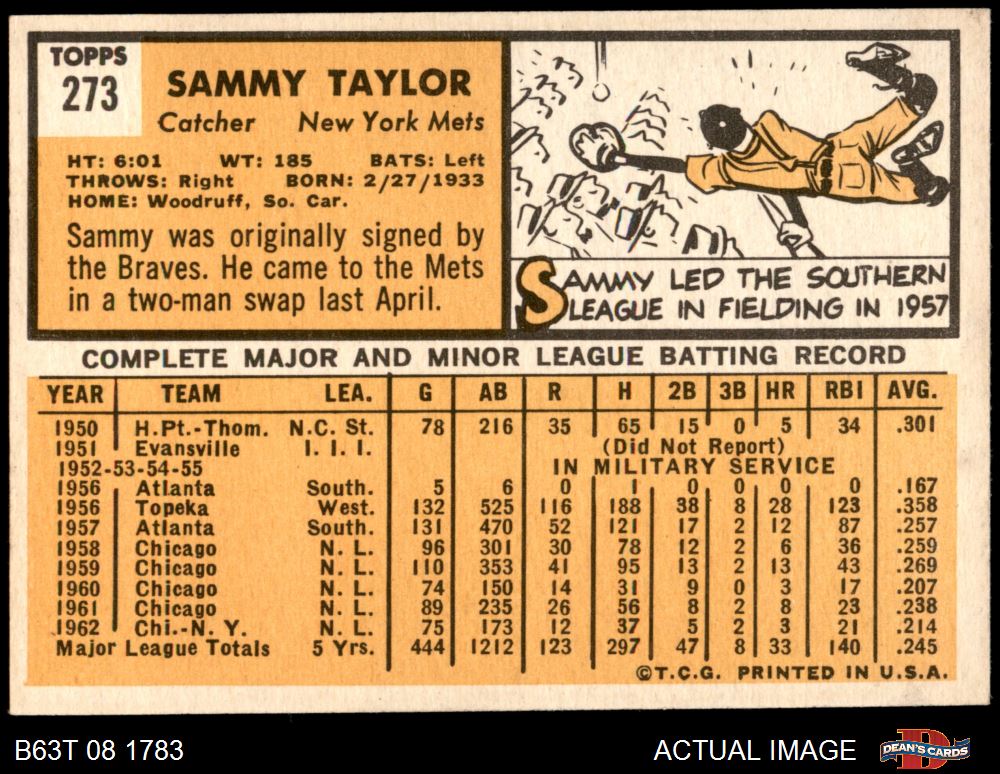 TOPPS
273
SAMMY TAYLOR
Catcher New York Mets
HT: 6:01 WT: 185 BATS: Left
THROWS: Right BORN: 2/27/1933
HOME: Woodruff, So. Car.
Sammy was originally signed by
the Braves. He came to the Mets
in a two-man swap last April.
SAMMY LED THE SOUTHERN
LEAGUE IN FIELDING IN 1957
COMPLETE MAJOR AND MINOR LEAGUE BATTING RECORD
YEAR TEAM LEA. G AB R H 2B 3B HR RBI AVG.
1950 H.Pt.-Thom. N.C. St. 78 216 35 65 15 0 5 34 .301
1951 Evansville I. I. I. (Did Not Report)
1952-53-54-55 IN MILITARY SERVICE
1956 Atlanta South. 5 6 0 1 0 0 0 0 .167
1956 Topeka West. 132 525 116 188 38 8 28 123 .358
1957 Atlanta South. 131 470 52 121 17 2 12 87 .257
1958 Chicago N. L. 96 301 30 78 12 2 6 36 .259
1959 Chicago N. L. 110 353 41 95 13 2 13 43 .269
1960 Chicago N. L. 74 150 14 31 9 0 3 17 .207
1961 Chicago N. L. 89 235 26 56 8 2 8 23 .238
1962 Chi.-N. Y. N. L. 75 173 12 37 5 2 3 21 .214
Major League Totals 5 Yrs. 444 1212 123 297 47 8 33 140 .245
©T.C.G. PRINTED IN U.S.A.
B63T 08 1783 ACTUAL IMAGE DEAN'S CARDS